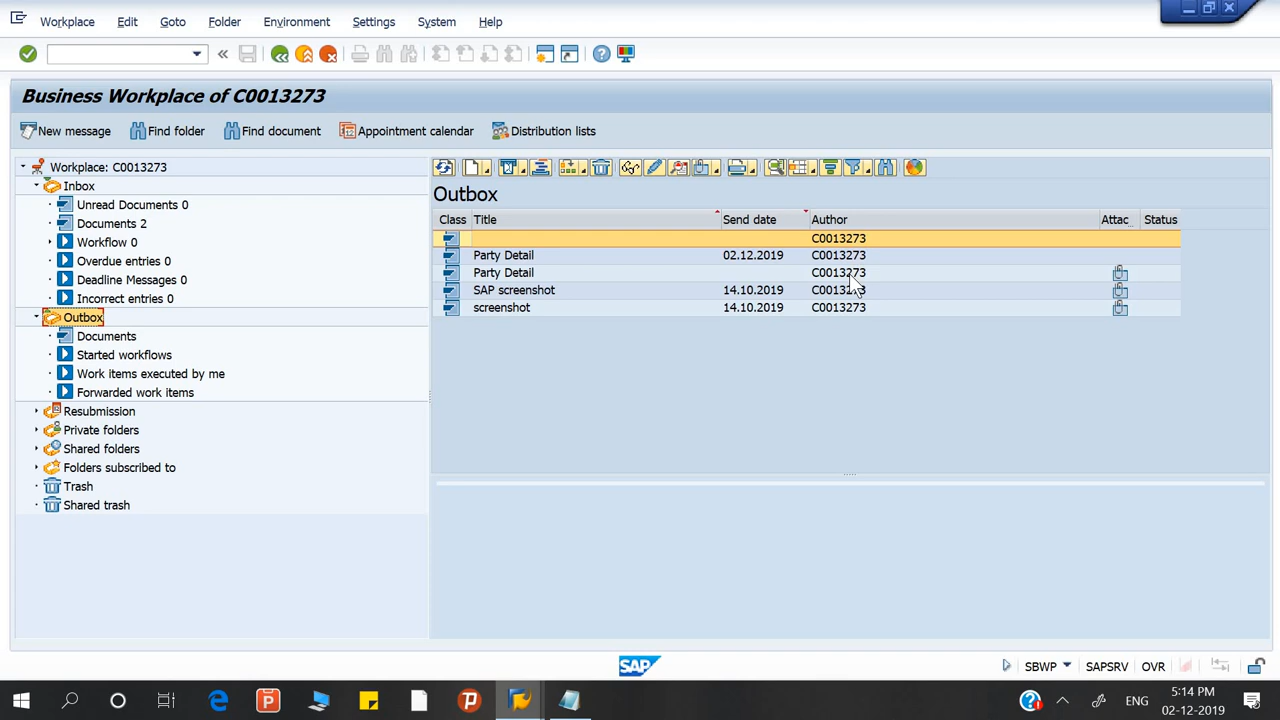 Workplace Edit Goto Folder Environment Settings System Help
Business Workplace of C0013273
New message Find folder Find document Appointment calendar Distribution lists
Workplace: C0013273
Inbox
Unread Documents 0
Documents 2
Workflow 0
Overdue entries 0
Deadline Messages 0
Incorrect entries 0
Outbox
Documents
Started workflows
Work items executed by me
Forwarded work items
Resubmission
Private folders
Shared folders
Folders subscribed to
Trash
Shared trash
Outbox
Class Title Send date Author Attac Status
C0013273
Party Detail 02.12.2019 C0013273
Party Detail C0013273
SAP screenshot 14.10.2019 C0013273
screenshot 14.10.2019 C0013273
SAP SBWP SAPSRV OVR
ENG 5:14 PM
02-12-2019